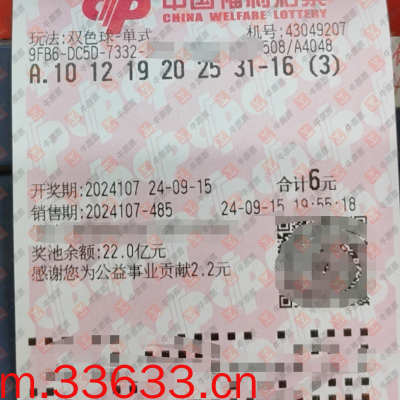 中国福利彩票
CHINA WELFARE LOTTERY
玩法:双色球-单式 机号:43049207
9FB6-DC5D-7332- 508/A4048
A.10 12 19 20 25 31-16 (3)
开奖期:2024107 24-09-15 合计6元
销售期:2024107-485 24-09-15 19:55:18
奖池余额:22.0亿元
感谢您为公益事业贡献2.2元
m.33633.cn